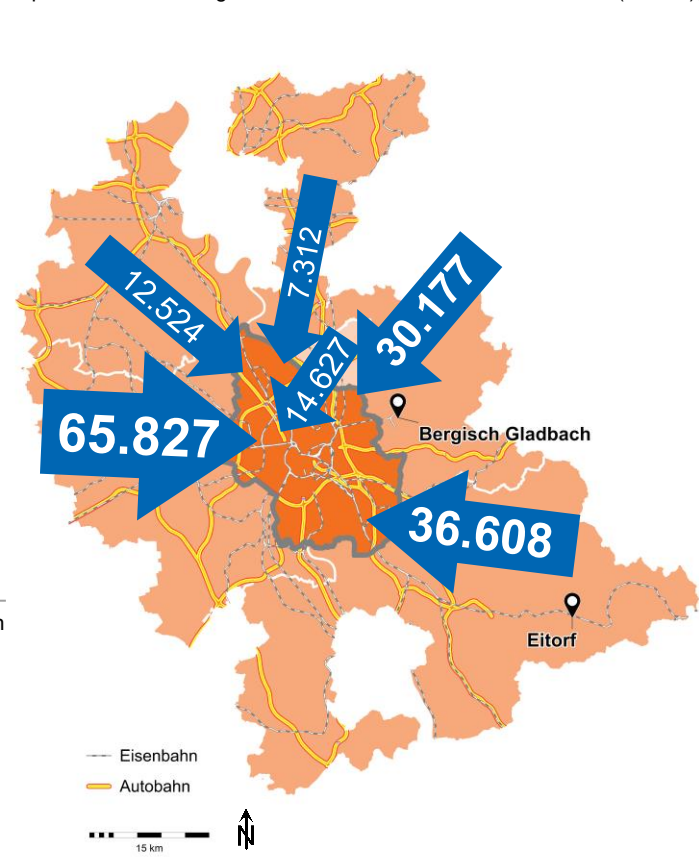 7.312
12.524
30.177
14.627
65.827
Bergisch Gladbach
36.608
Eitorf
Eisenbahn
Autobahn
15 km
N